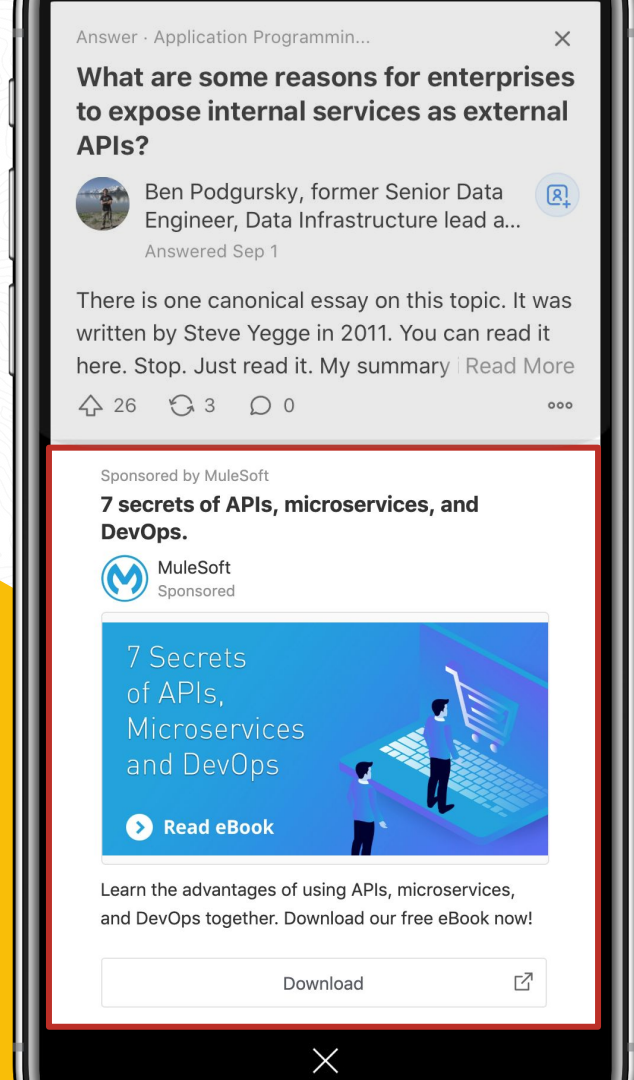 Answer · Application Programmin...
What are some reasons for enterprises
to expose internal services as external
APIs?
Ben Podgursky, former Senior Data
Engineer, Data Infrastructure lead a...
Answered Sep 1
There is one canonical essay on this topic. It was
written by Steve Yegge in 2011. You can read it
here. Stop. Just read it. My summary Read More
26 3 0
Sponsored by MuleSoft
7 secrets of APIs, microservices, and
DevOps.
MuleSoft
Sponsored
7 Secrets
of APIs,
Microservices
and DevOps
Read eBook
Learn the advantages of using APIs, microservices,
and DevOps together. Download our free eBook now!
Download